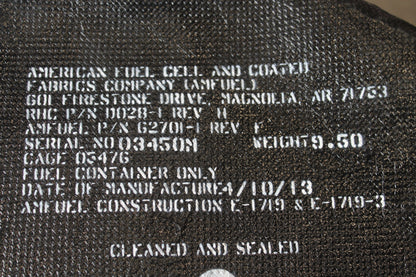 AMERICAN FUEL CELL AND COATED
FABRICS COMPANY (AMFUEL)
601 FIRESTONE DRIVE, MAGNOLIA, AR 71753
RHC P/N D028-1 REV H
AMFUEL P/N G2701-1 REV F
SERIAL NO 03450M WEIGHT 9.50
CAGE 05476
FUEL CONTAINER ONLY
DATE OF MANUFACTURE 4/10/13
AMFUEL CONSTRUCTION E-1719 & E-1719-3
CLEANED AND SEALED